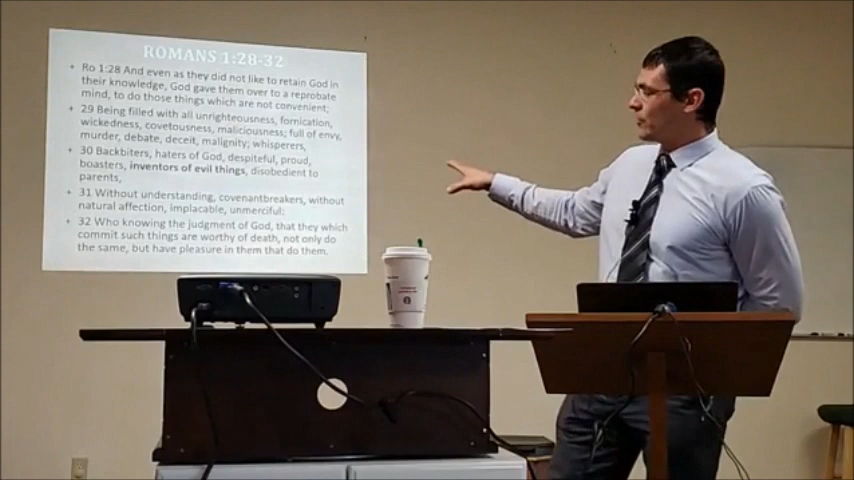 ROMANS 1:28-32
Ro 1:28 And even as they did not like to retain God in
their knowledge, God gave them over to a reprobate
mind, to do those things which are not convenient;
29 Being filled with all unrighteousness, fornication,
wickedness, covetousness, maliciousness; full of envy,
murder, debate, deceit, malignity; whisperers,
30 Backbiters, haters of God, despiteful, proud,
boasters, inventors of evil things, disobedient to
parents,
31 Without understanding, covenantbreakers, without
natural affection, implacable, unmerciful;
32 Who knowing the judgment of God, that they which
commit such things are worthy of death, not only do
the same, but have pleasure in them that do them.